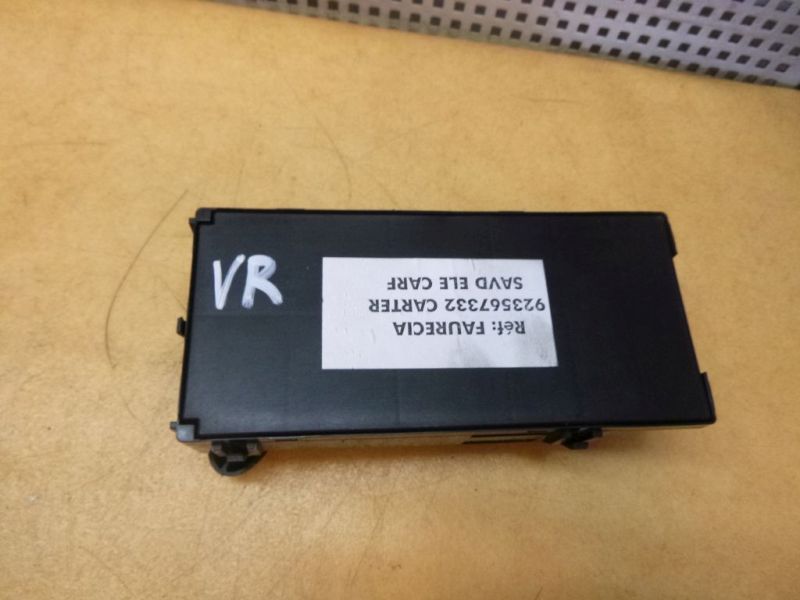 VR
Réf: FAURECIA
923567332 CARTER
SAVD ELE CARF